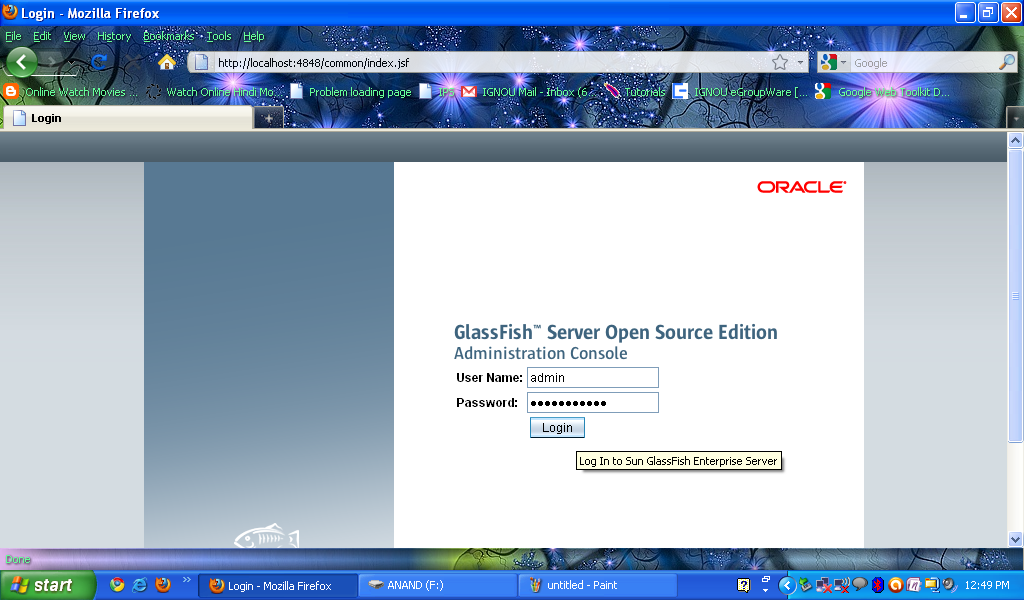 Login - Mozilla Firefox
File Edit View History Bookmarks Tools Help
http://localhost:4848/common/index.jsf
Google
Online Watch Movies ... Watch Online Hindi Mo... Problem loading page IPS IGNOU Mail - Inbox (6... Tutorials IGNOU eGroupWare [... Google Web Toolkit D...
Login
ORACLE
GlassFish™ Server Open Source Edition
Administration Console
User Name: admin
Password:
Login
Log In to Sun GlassFish Enterprise Server
Done
start Login - Mozilla Firefox ANAND (F:) untitled - Paint 12:49 PM